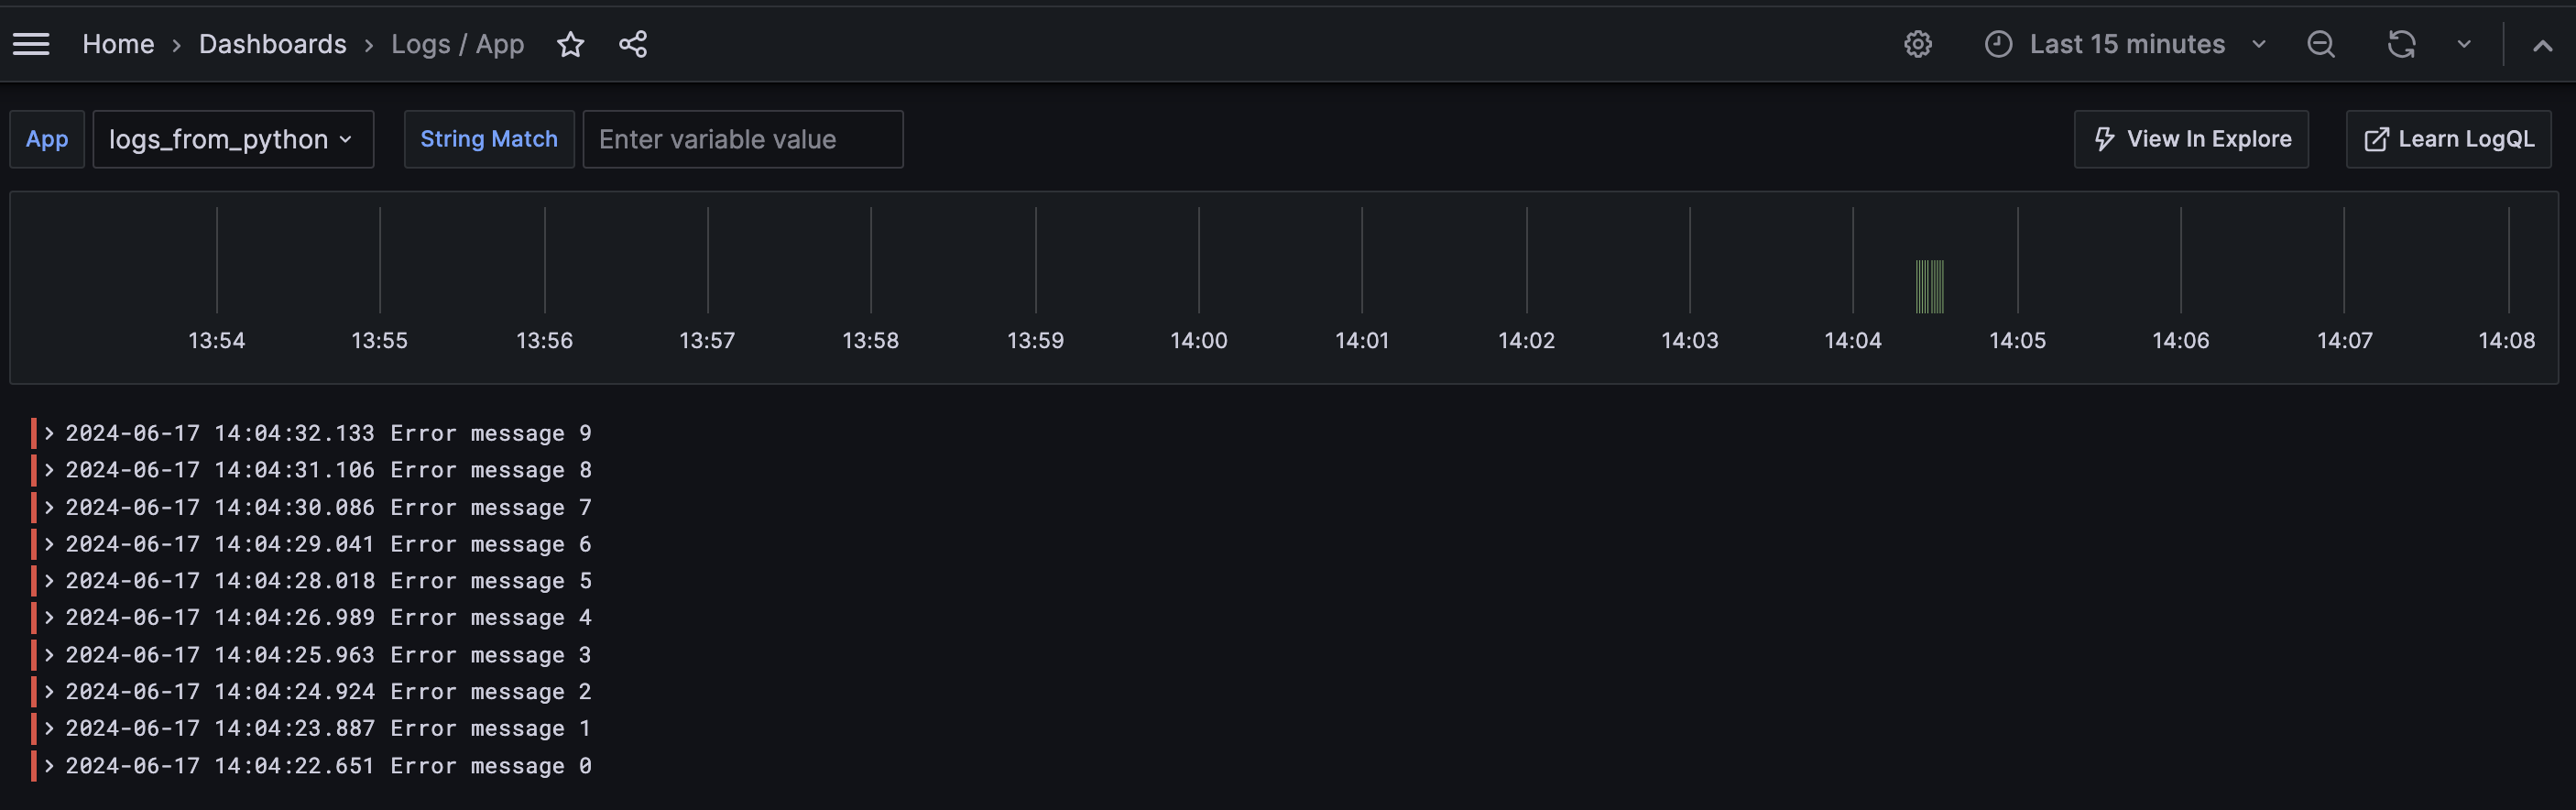 Home › Dashboards › Logs / App Last 15 minutes
App logs_from_python String Match Enter variable value View In Explore Learn LogQL
13:54 13:55 13:56 13:57 13:58 13:59 14:00 14:01 14:02 14:03 14:04 14:05 14:06 14:07 14:08
2024-06-17 14:04:32.133 Error message 9
2024-06-17 14:04:31.106 Error message 8
2024-06-17 14:04:30.086 Error message 7
2024-06-17 14:04:29.041 Error message 6
2024-06-17 14:04:28.018 Error message 5
2024-06-17 14:04:26.989 Error message 4
2024-06-17 14:04:25.963 Error message 3
2024-06-17 14:04:24.924 Error message 2
2024-06-17 14:04:23.887 Error message 1
2024-06-17 14:04:22.651 Error message 0